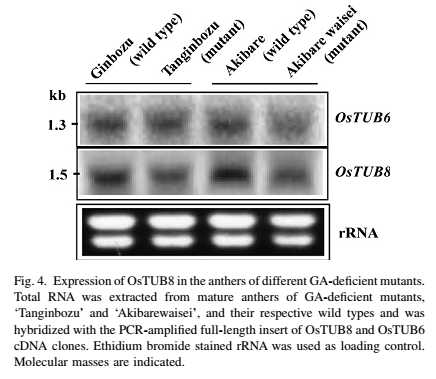 Ginbozu
(wild type)
Tanginbozu
(mutant)
Akibare
(wild type)
Akibare waisei
(mutant)
kb
1.3
OsTUB6
1.5
OsTUB8
rRNA
Fig. 4. Expression of OsTUB8 in the anthers of different GA-deficient mutants.
Total RNA was extracted from mature anthers of GA-deficient mutants,
‘Tanginbozu’ and ‘Akibarewaisei’, and their respective wild types and was
hybridized with the PCR-amplified full-length insert of OsTUB8 and OsTUB6
cDNA clones. Ethidium bromide stained rRNA was used as loading control.
Molecular masses are indicated.